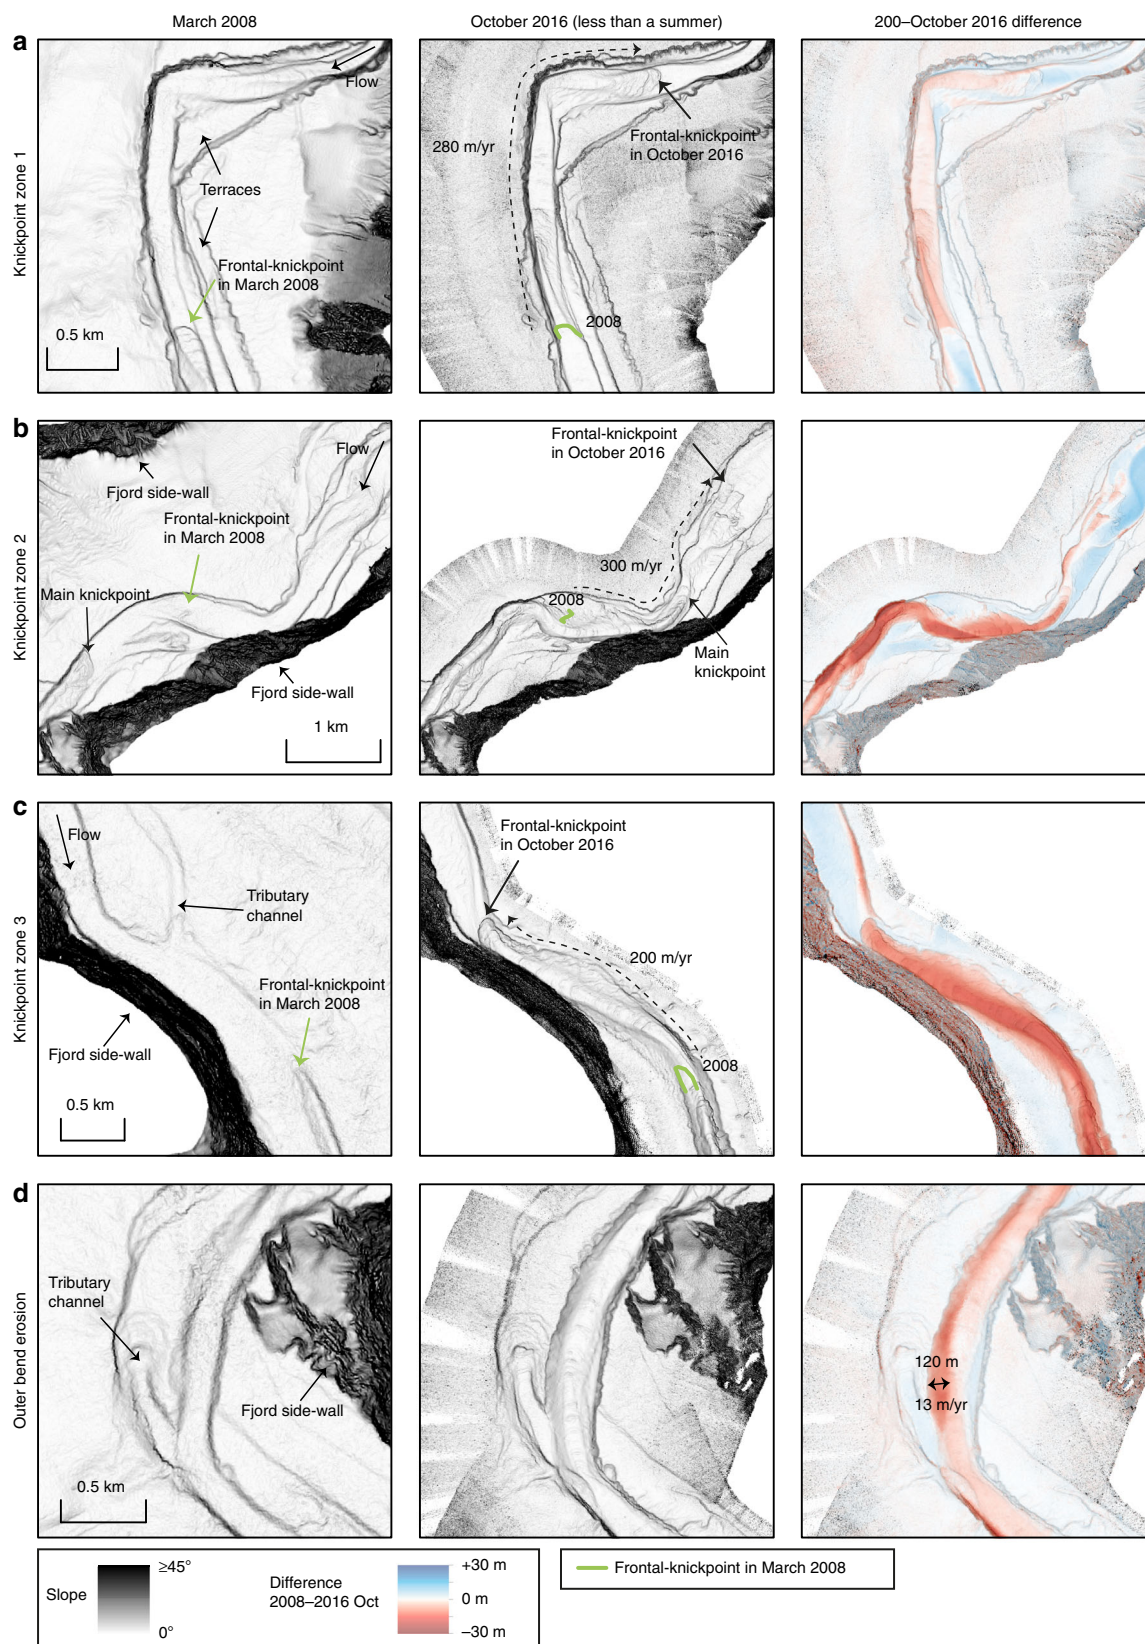 March 2008
October 2016 (less than a summer)
200–October 2016 difference
a
Knickpoint zone 1
Flow
Terraces
Frontal-knickpoint
in March 2008
0.5 km
280 m/yr
Frontal-knickpoint
in October 2016
2008
b
Knickpoint zone 2
Flow
Fjord side-wall
Frontal-knickpoint
in March 2008
Main knickpoint
Fjord side-wall
1 km
Frontal-knickpoint
in October 2016
300 m/yr
2008
Main
knickpoint
c
Knickpoint zone 3
Flow
Tributary
channel
Frontal-knickpoint
in March 2008
Fjord side-wall
0.5 km
Frontal-knickpoint
in October 2016
200 m/yr
2008
d
Outer bend erosion
Tributary
channel
Fjord side-wall
0.5 km
120 m
13 m/yr
Slope
≥45°
0°
Difference
2008–2016 Oct
+30 m
0 m
–30 m
Frontal-knickpoint in March 2008